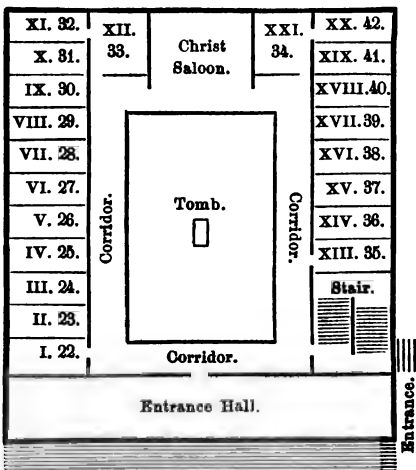 XI. 32.
X. 31.
IX. 30.
VIII. 29.
VII. 28.
VI. 27.
V. 26.
IV. 25.
III. 24.
II. 23.
I. 22.
XII.
33.
Christ
Saloon.
XXI.
34.
XX. 42.
XIX. 41.
XVIII. 40.
XVII. 39.
XVI. 38.
XV. 37.
XIV. 36.
XIII. 35.
Stair.
Corridor.
Tomb.
Corridor.
Corridor.
Entrance Hall.
Entrance.